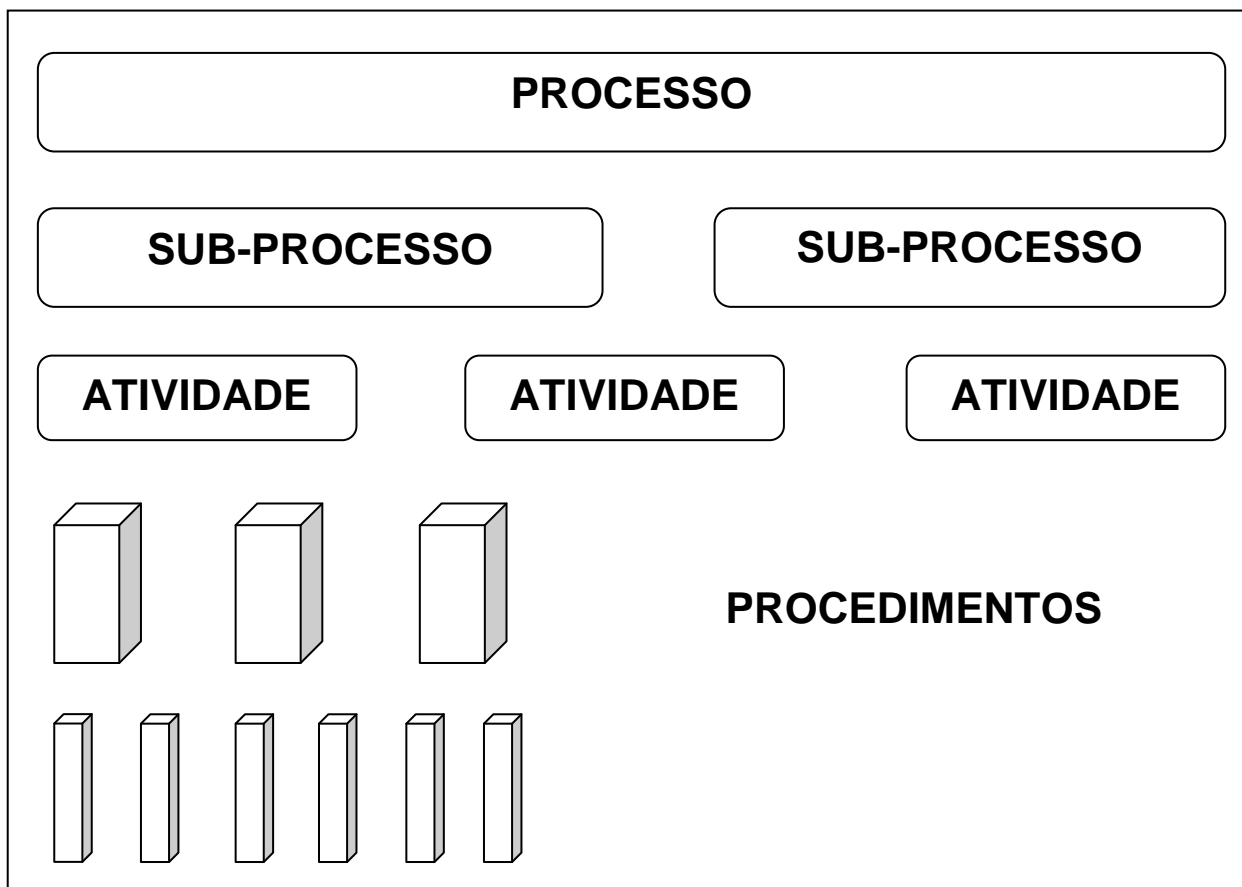 PROCESSO
SUB-PROCESSO SUB-PROCESSO
ATIVIDADE ATIVIDADE ATIVIDADE
PROCEDIMENTOS